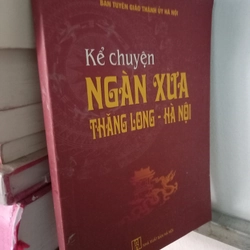 BAN TUYÊN GIÁO THÀNH ỦY HÀ NỘI
Kể chuyện
NGÀN XƯA
THĂNG LONG - HÀ NỘI